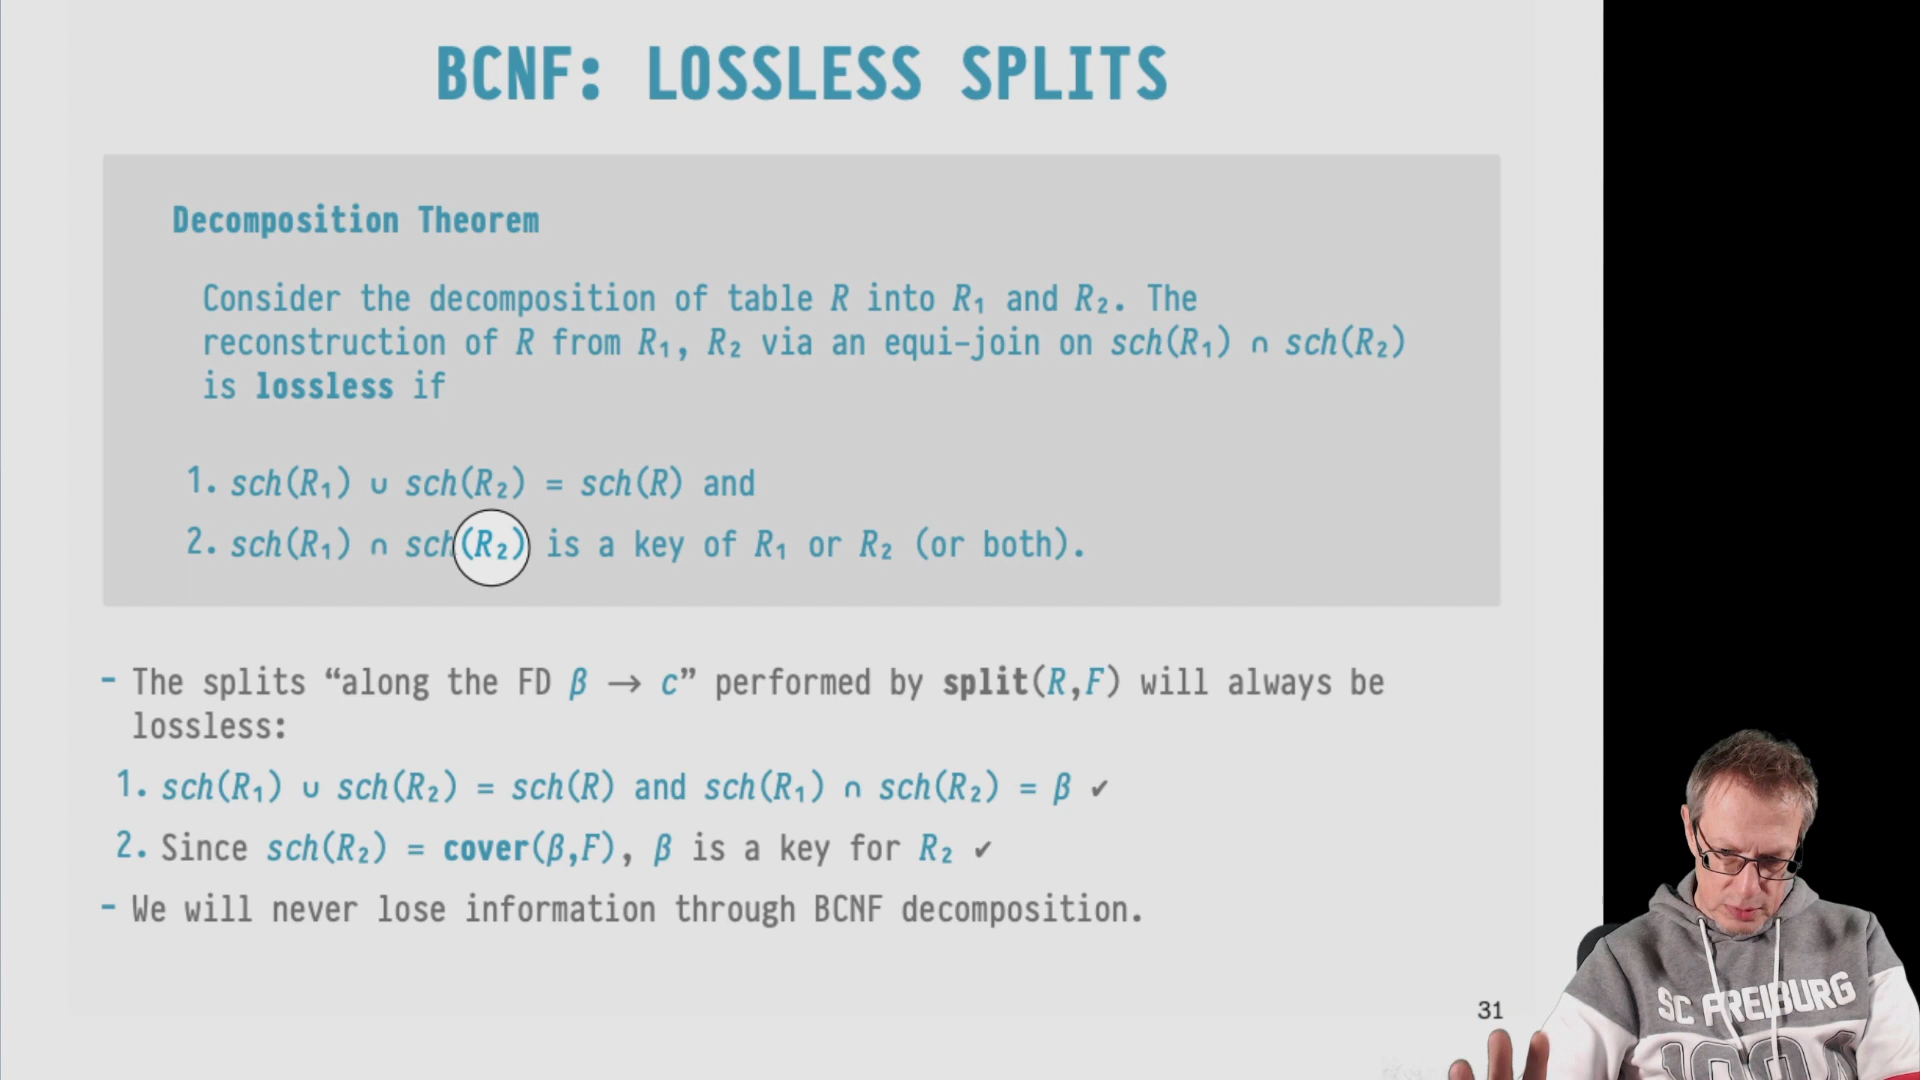 BCNF: LOSSLESS SPLITS
Decomposition Theorem
Consider the decomposition of table R into R₁ and R₂. The
reconstruction of R from R₁, R₂ via an equi-join on sch(R₁) ∩ sch(R₂)
is lossless if
1. sch(R₁) ∪ sch(R₂) = sch(R) and
2. sch(R₁) ∩ sch(R₂) is a key of R₁ or R₂ (or both).
- The splits “along the FD β → c” performed by split(R,F) will always be
lossless:
1. sch(R₁) ∪ sch(R₂) = sch(R) and sch(R₁) ∩ sch(R₂) = β ✔
2. Since sch(R₂) = cover(β,F), β is a key for R₂ ✔
- We will never lose information through BCNF decomposition.
31
SC FREIBURG